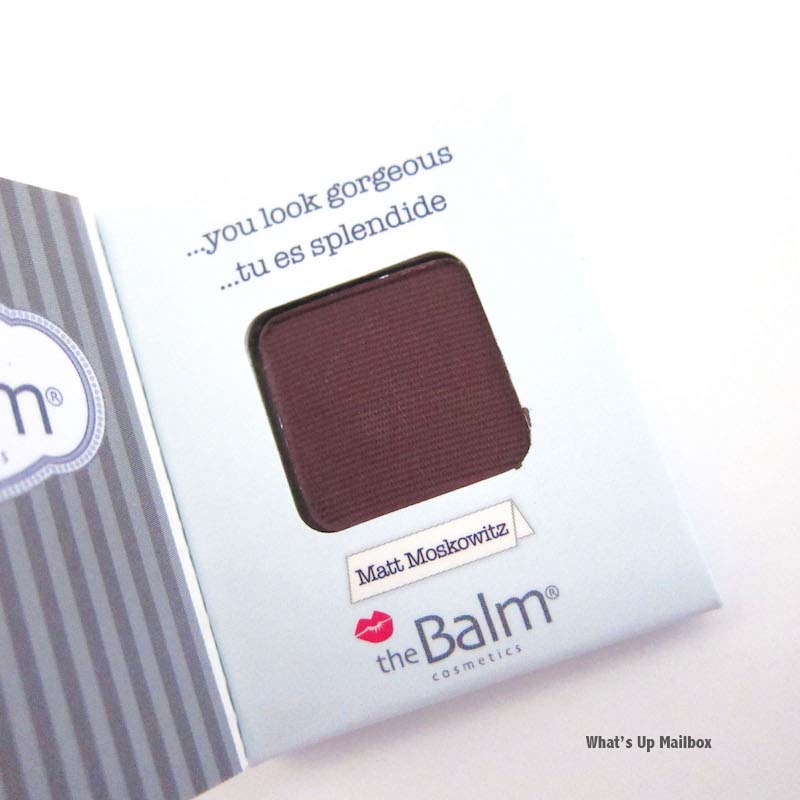 ...you look gorgeous
...tu es splendide
Matt Moskowitz
theBalm®
cosmetics
m®
s
What's Up Mailbox